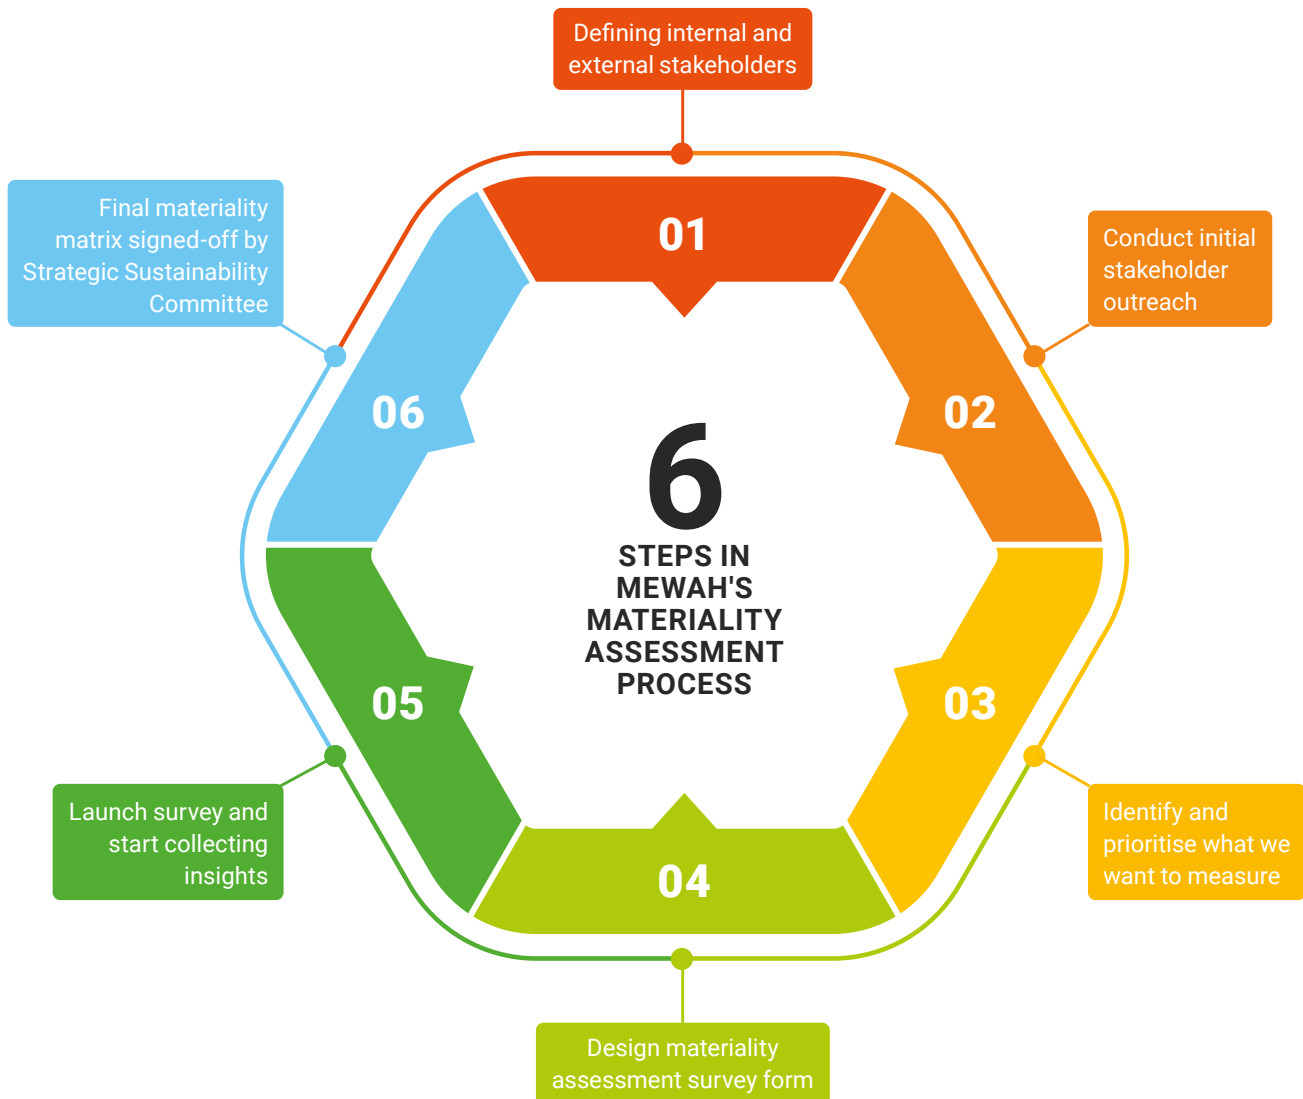 Defining internal and
external stakeholders
01
Conduct initial
stakeholder
outreach
02
Identify and
prioritise what we
want to measure
03
Design materiality
assessment survey form
04
Launch survey and
start collecting
insights
05
Final materiality
matrix signed-off by
Strategic Sustainability
Committee
06
6
STEPS IN
MEWAH'S
MATERIALITY
ASSESSMENT
PROCESS